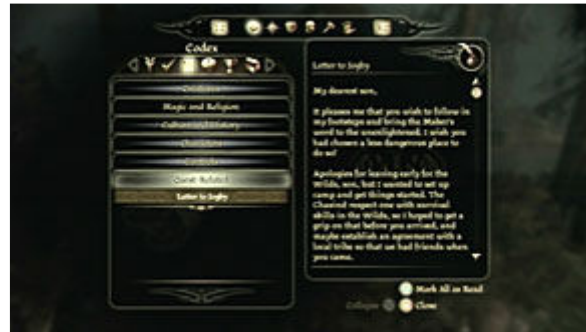 Codex
Creatures
Magic and Religion
Culture and History
Characters
Controls
Quest-Related
Letter to Jogby
Letter to Jogby
My dearest son,
It pleases me that you wish to follow in
my footsteps and bring the Maker's
word to the unenlightened. I wish you
had chosen a less dangerous place to
do so!
Apologies for leaving early for the
Wilds, son, but I wanted to set up
camp and get things started. The
Chasind respect one with survival
skills in the Wilds, so I hoped to get a
grip on that before you arrived, and
maybe establish an agreement with a
local tribe so that we had friends when
you came.
Mark All as Read
Collapse
Close